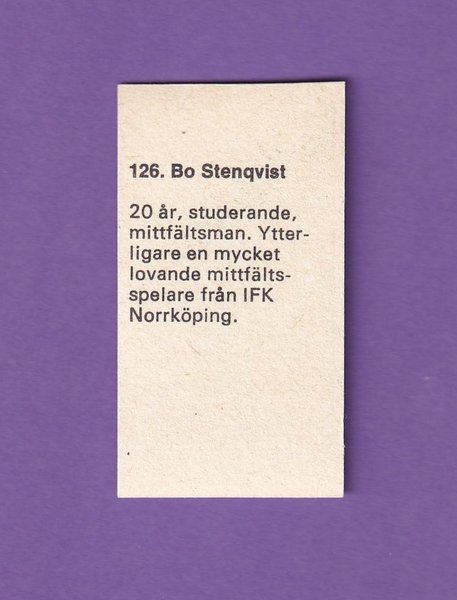 126. Bo Stenqvist
20 år, studerande,
mittfältsman. Ytter-
ligare en mycket
lovande mittfälts-
spelare från IFK
Norrköping.